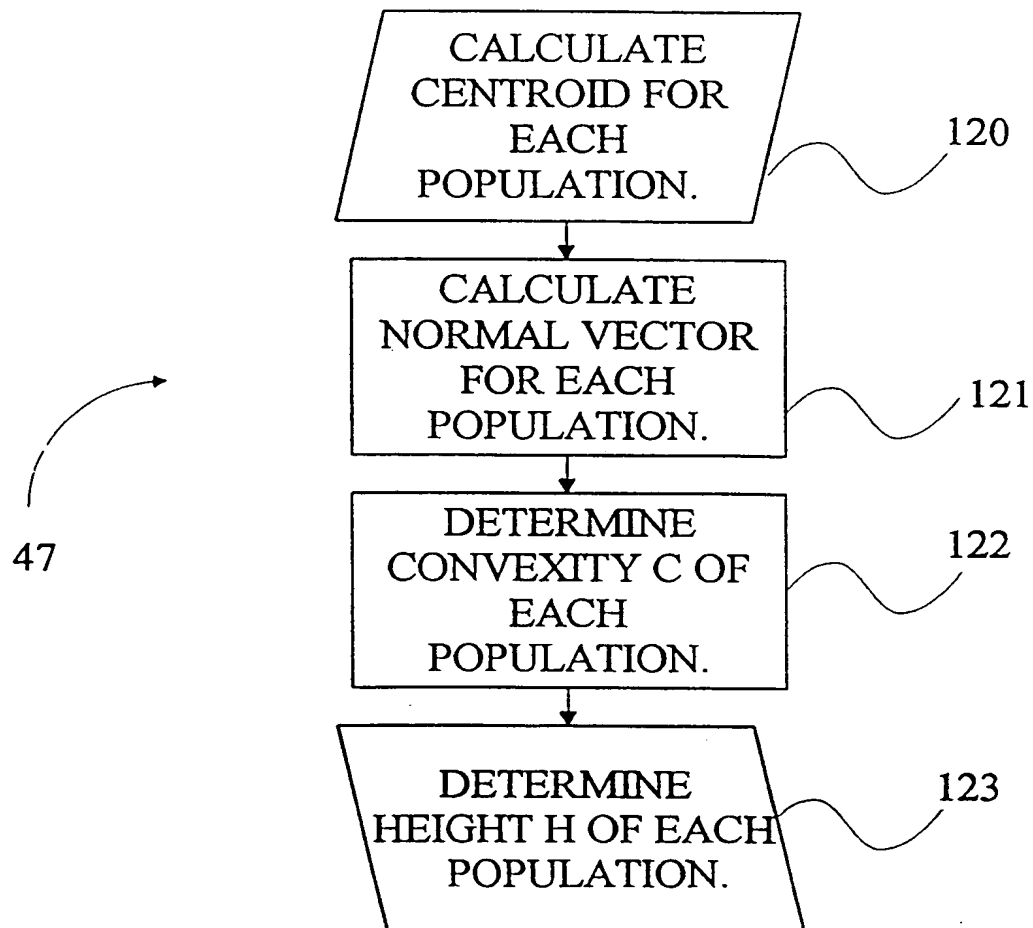 CALCULATE
CENTROID FOR
EACH
POPULATION.
120
CALCULATE
NORMAL VECTOR
FOR EACH
POPULATION.
121
47
DETERMINE
CONVEXITY C OF
EACH
POPULATION.
122
DETERMINE
HEIGHT H OF EACH
POPULATION.
123